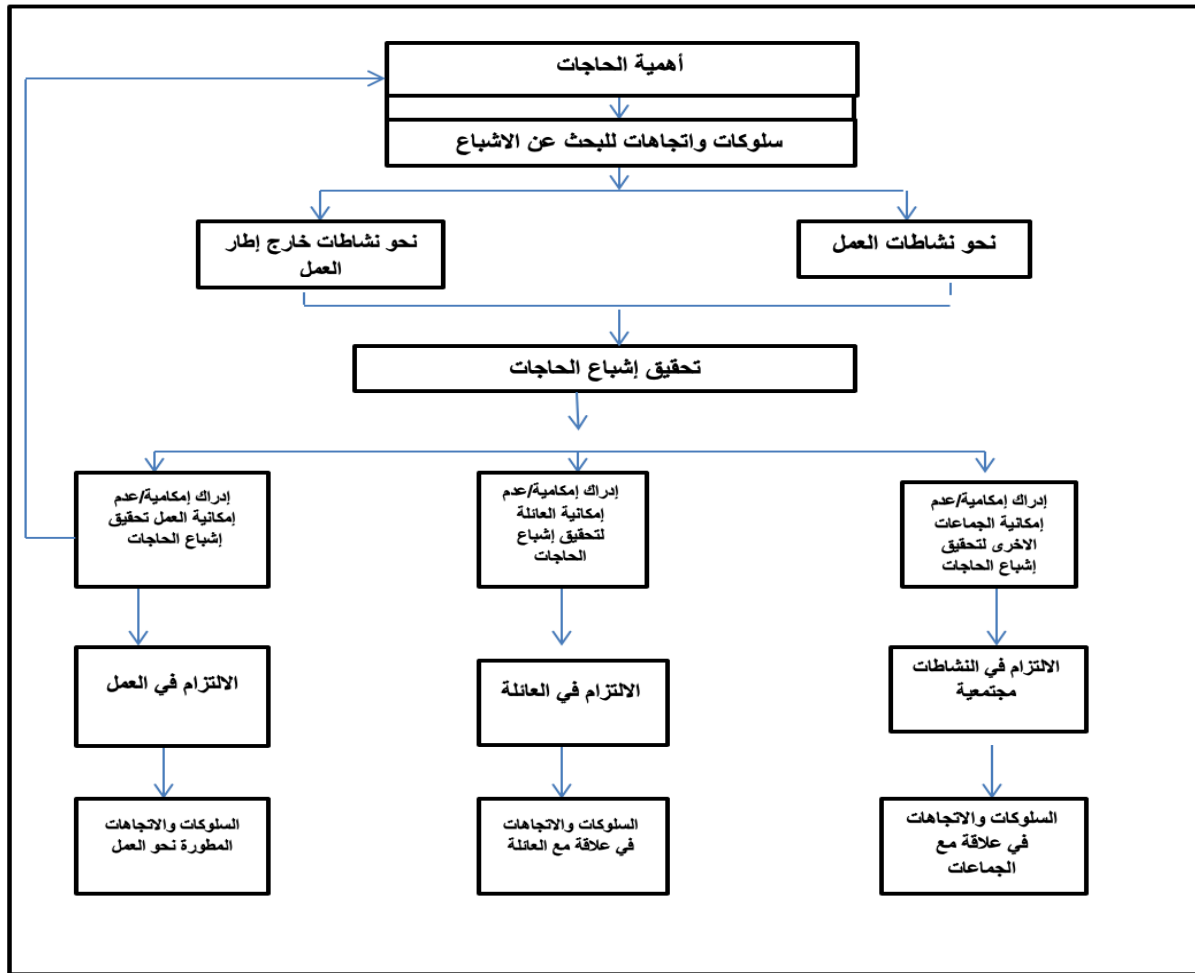 أهمية الحاجات
سلوكات واتجاهات للبحث عن الاشباع
نحو نشاطات العمل
نحو نشاطات خارج إطار
العمل
تحقيق إشباع الحاجات
إدراك إمكامية/عدم
إمكانية الجماعات
الاخرى لتحقيق
إشباع الحاجات
إدراك إمكامية/عدم
إمكانية العائلة
لتحقيق إشباع
الحاجات
إدراك إمكامية/عدم
إمكانية العمل تحقيق
إشباع الحاجات
الالتزام في النشاطات
مجتمعية
الالتزام في العائلة
الالتزام في العمل
السلوكات والاتجاهات
في علاقة مع
الجماعات
السلوكات والاتجاهات
في علاقة مع العائلة
السلوكات والاتجاهات
المطورة نحو العمل